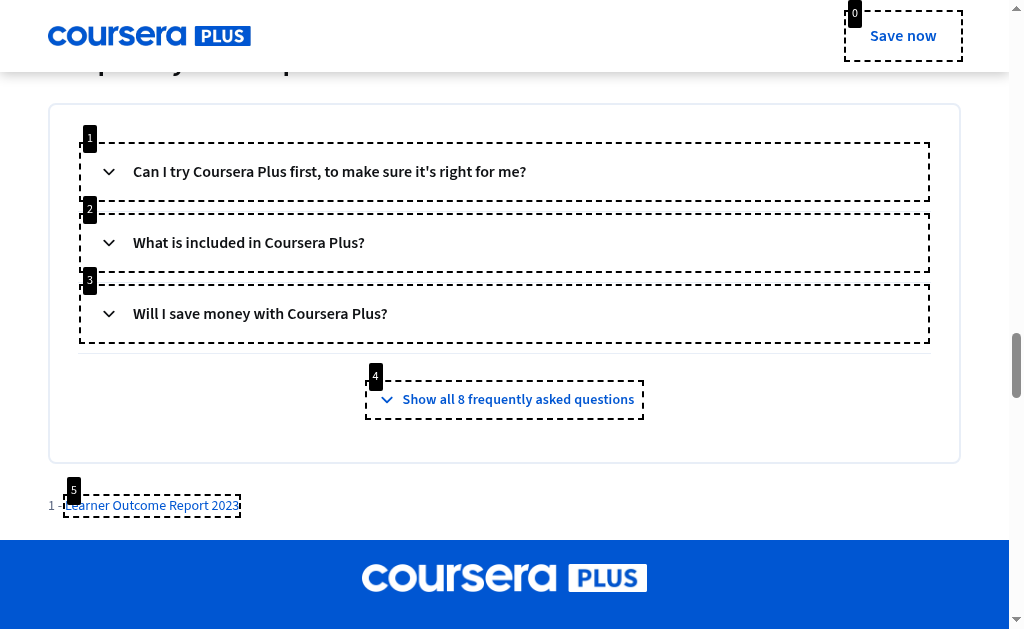 coursera PLUS
0
Save now
1
Can I try Coursera Plus first, to make sure it's right for me?
2
What is included in Coursera Plus?
3
Will I save money with Coursera Plus?
4
Show all 8 frequently asked questions
5
1 - Learner Outcome Report 2023
coursera PLUS